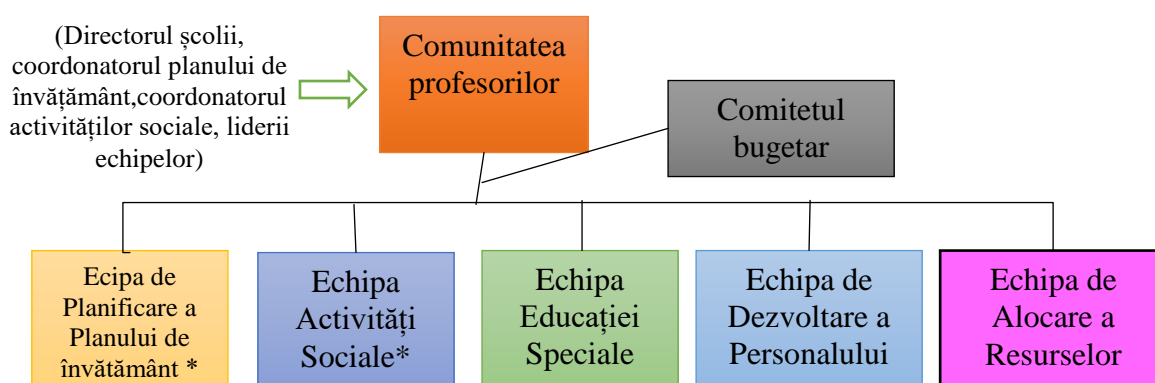 (Directorul școlii,
coordonatorul planului de
învățământ,coordonatorul
activităților sociale, liderii
echipelor)
Comunitatea
profesorilor
Comitetul
bugetar
Ecipa de
Planificare a
Planului de
învătământ *
Echipa
Activități
Sociale*
Echipa
Educației
Speciale
Echipa de
Dezvoltare a
Personalului
Echipa de
Alocare a
Resurselor